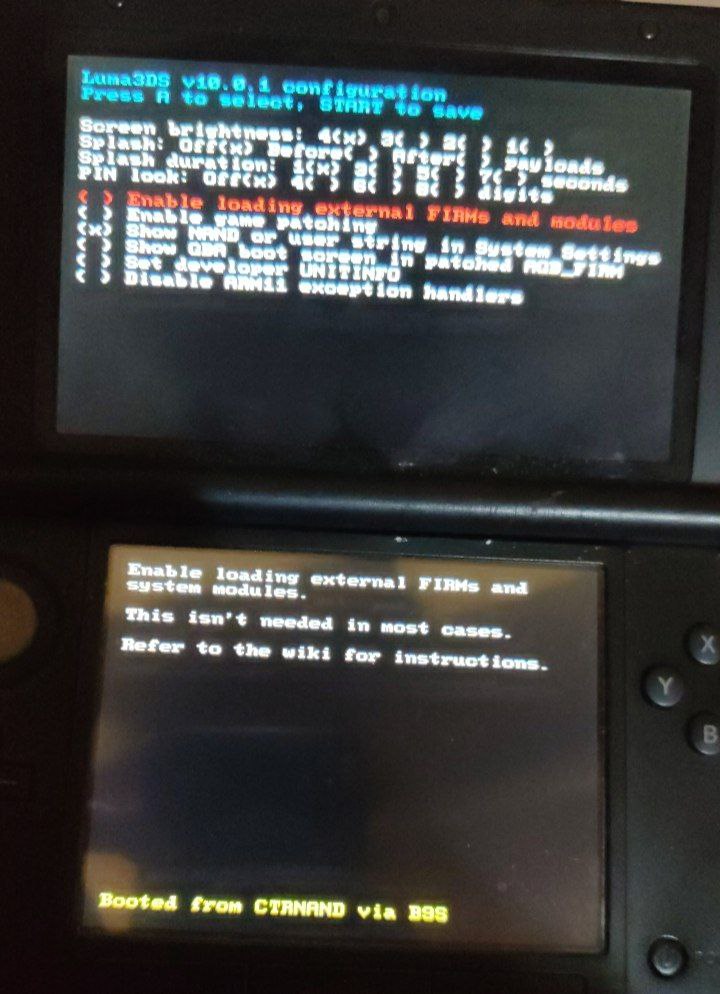 Luma3DS v10.0.1 configuration
Press A to select, START to save
Screen brightness: 4(x) 3( ) 2( ) 1( )
Splash: Off(x) Before( ) After( ) payloads
Splash duration: 1(x) 3( ) 5( ) 7( ) seconds
PIN lock: Off(x) 4( ) 6( ) 8( ) digits
( ) Enable loading external FIRMs and modules
( ) Enable game patching
(x) Show NAND or user string in System Settings
( ) Show GBA boot screen in patched AGB_FIRM
( ) Set developer UNITINFO
( ) Disable ARM11 exception handlers
Enable loading external FIRMs and
system modules.
This isn't needed in most cases.
Refer to the wiki for instructions.
Booted from CTRNAND via B9S
X
Y
B